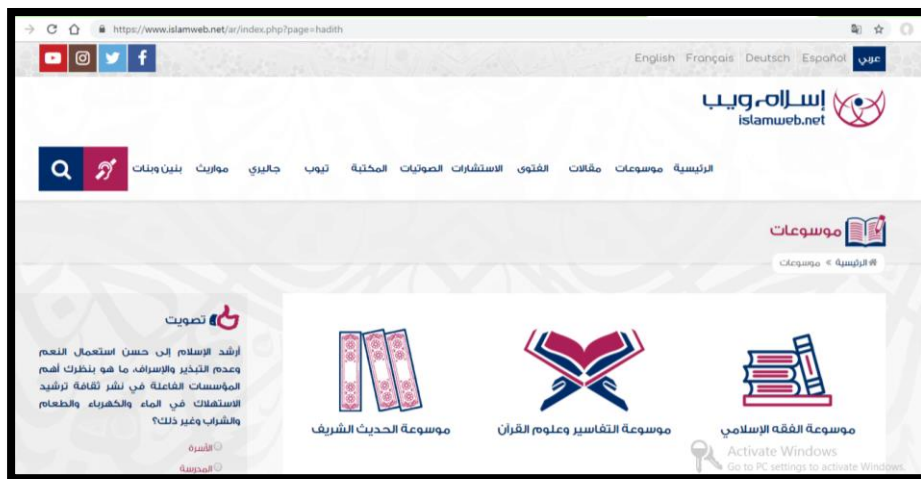 https://www.islamweb.net/ar/index.php?page=hadith
English Français Deutsch Español عربي
إسلام ويب
islamweb.net
الرئيسية موسوعات مقالات الفتوى الاستشارات الصوتيات المكتبة تيوب جاليري مواريث بنين وبنات
موسوعات
الرئيسية » موسوعات
موسوعة الفقه الإسلامي
موسوعة التفاسير وعلوم القرآن
موسوعة الحديث الشريف
تصويت
أرشد الإسلام إلى حسن استعمال النعم
وعدم التبذير والإسراف، ما هو بنظرك أهم
المؤسسات الفاعلة في نشر ثقافة ترشيد
الاستهلاك في الماء والكهرباء والطعام
والشراب وغير ذلك؟
الأسرة
المدرسة
Activate Windows
Go to PC settings to activate Windows.